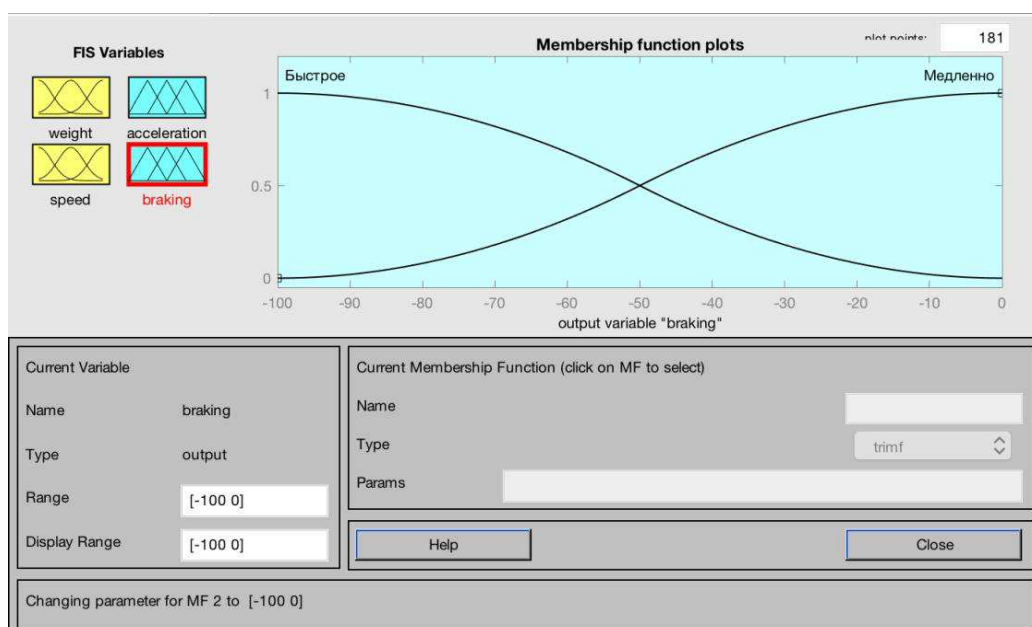 FIS Variables
Membership function plots
plot points:
181
weight
acceleration
speed
braking
Быстрое
Медленно
1
0.5
0
-100 -90 -80 -70 -60 -50 -40 -30 -20 -10 0
output variable "braking"
Current Variable
Name braking
Type output
Range [-100 0]
Display Range [-100 0]
Current Membership Function (click on MF to select)
Name
Type trimf
Params
Help
Close
Changing parameter for MF 2 to [-100 0]